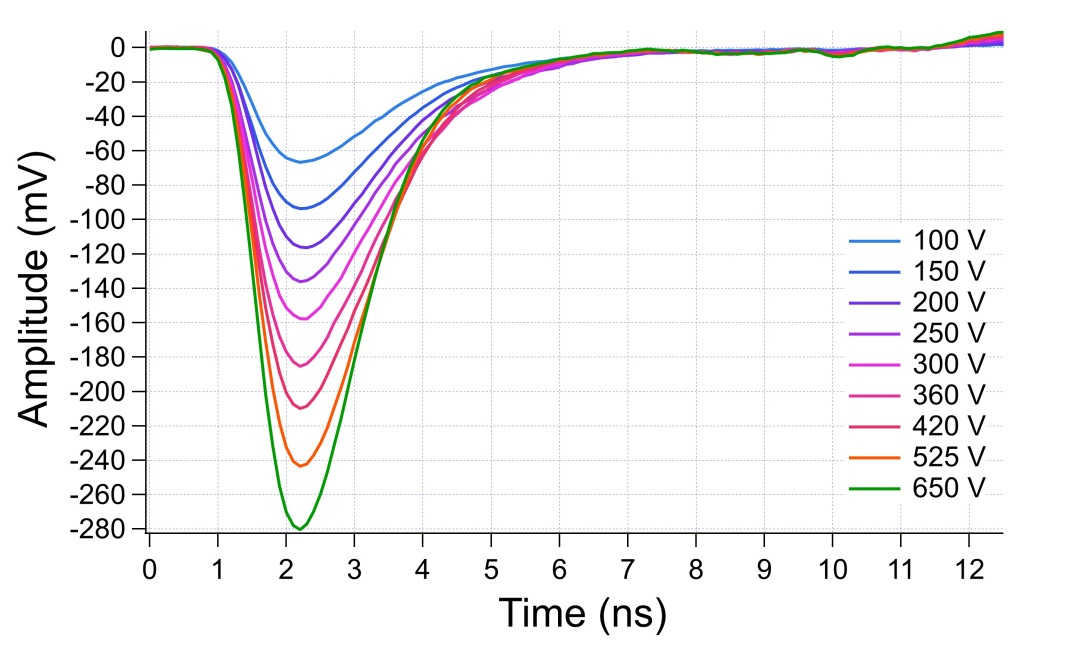 0
-20
-40
-60
-80
-100
-120
-140
-160
-180
-200
-220
-240
-260
-280
Amplitude (mV)
100 V
150 V
200 V
250 V
300 V
360 V
420 V
525 V
650 V
0 1 2 3 4 5 6 7 8 9 10 11 12
Time (ns)